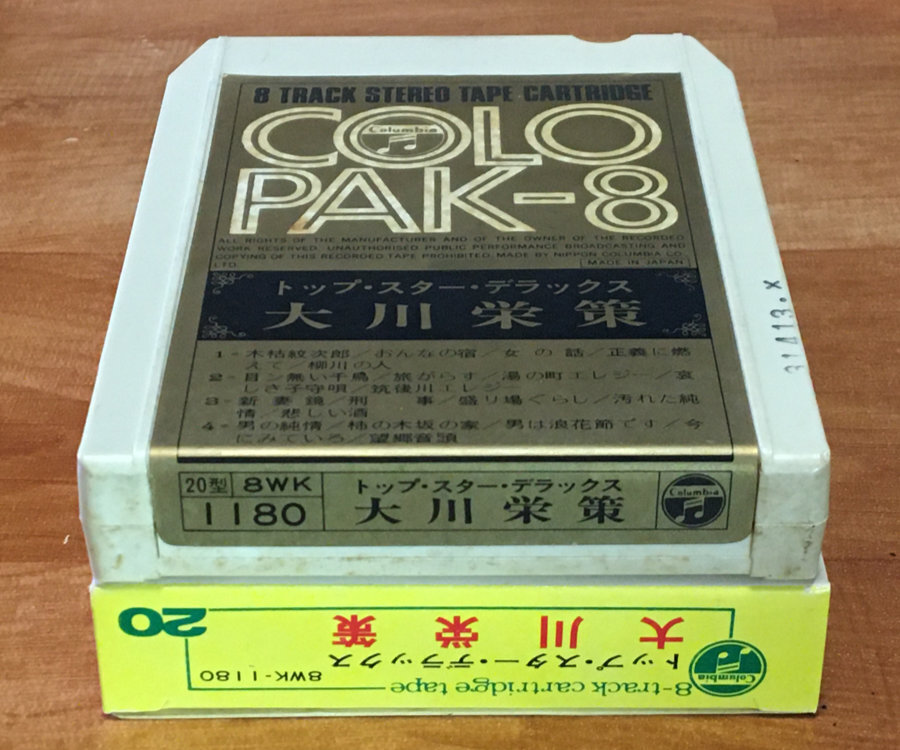 8 TRACK STEREO TAPE CARTRIDGE
COLO
Columbia
PAK-8
ALL RIGHTS OF THE MANUFACTURER AND OF THE OWNER OF THE RECORDED
WORK RESERVED. UNAUTHORISED PUBLIC PERFORMANCE BROADCASTING AND
COPYING OF THIS RECORDED TAPE PROHIBITED. MADE BY NIPPON COLUMBIA CO.,
LTD.
MADE IN JAPAN
トップ・スター・デラックス
大川栄策
1-木枯紋次郎/おんなの宿/女の話/正義に燃
えて/柳川の人
2-目ン無い千鳥/旅がらす/湯の町エレジー/哀
しき子守唄/筑後川エレジー
3-新妻鏡/刑事/盛り場ぐらし/汚れた純
情/悲しい酒
4-男の純情/柿の木坂の家/男は浪花節です/今
にみていろ/望郷音頭
31413.x
20型 8WK
1180
トップ・スター・デラックス
大川栄策
Columbia
8-track cartridge tape
8WK-1180
トップ・スター・デラックス
大川栄策
20
Columbia